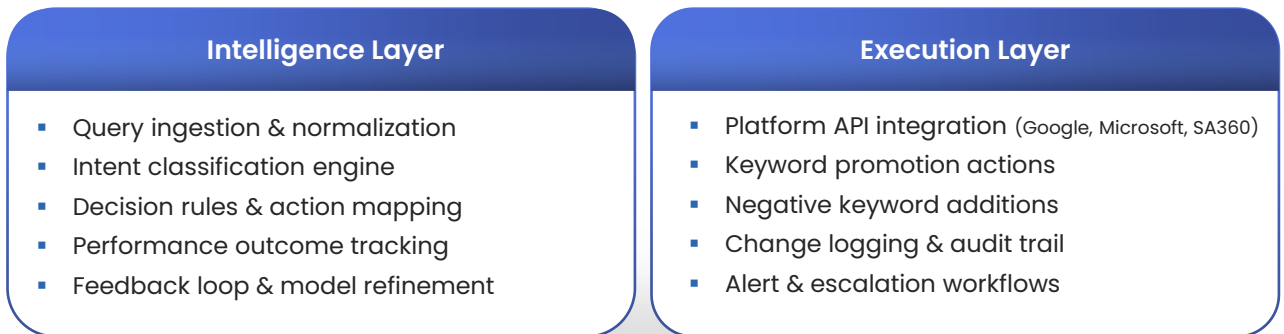 Intelligence Layer
▪ Query ingestion & normalization
▪ Intent classification engine
▪ Decision rules & action mapping
▪ Performance outcome tracking
▪ Feedback loop & model refinement
Execution Layer
▪ Platform API integration (Google, Microsoft, SA360)
▪ Keyword promotion actions
▪ Negative keyword additions
▪ Change logging & audit trail
▪ Alert & escalation workflows